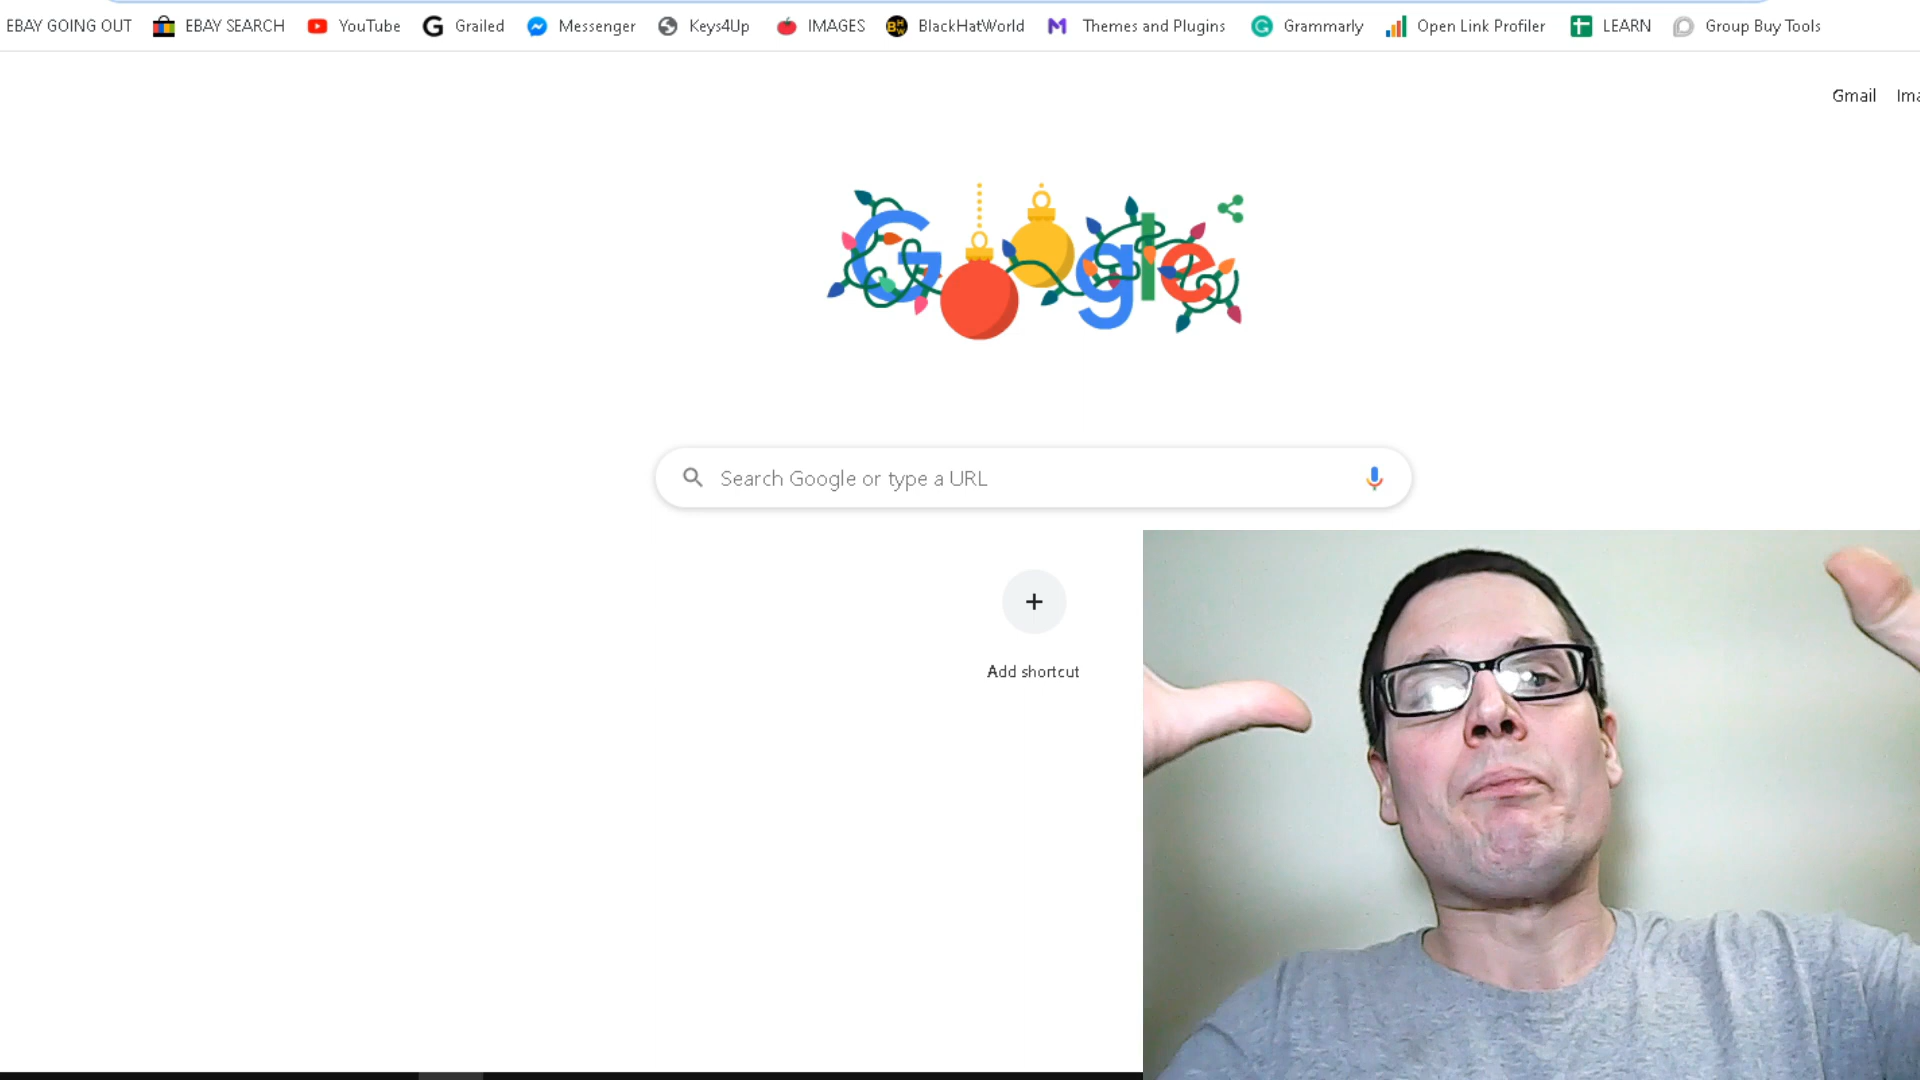 EBAY GOING OUT EBAY SEARCH YouTube Grailed Messenger Keys4Up IMAGES BlackHatWorld Themes and Plugins Grammarly Open Link Profiler LEARN Group Buy Tools
Gmail Ima
Google
Search Google or type a URL
Add shortcut